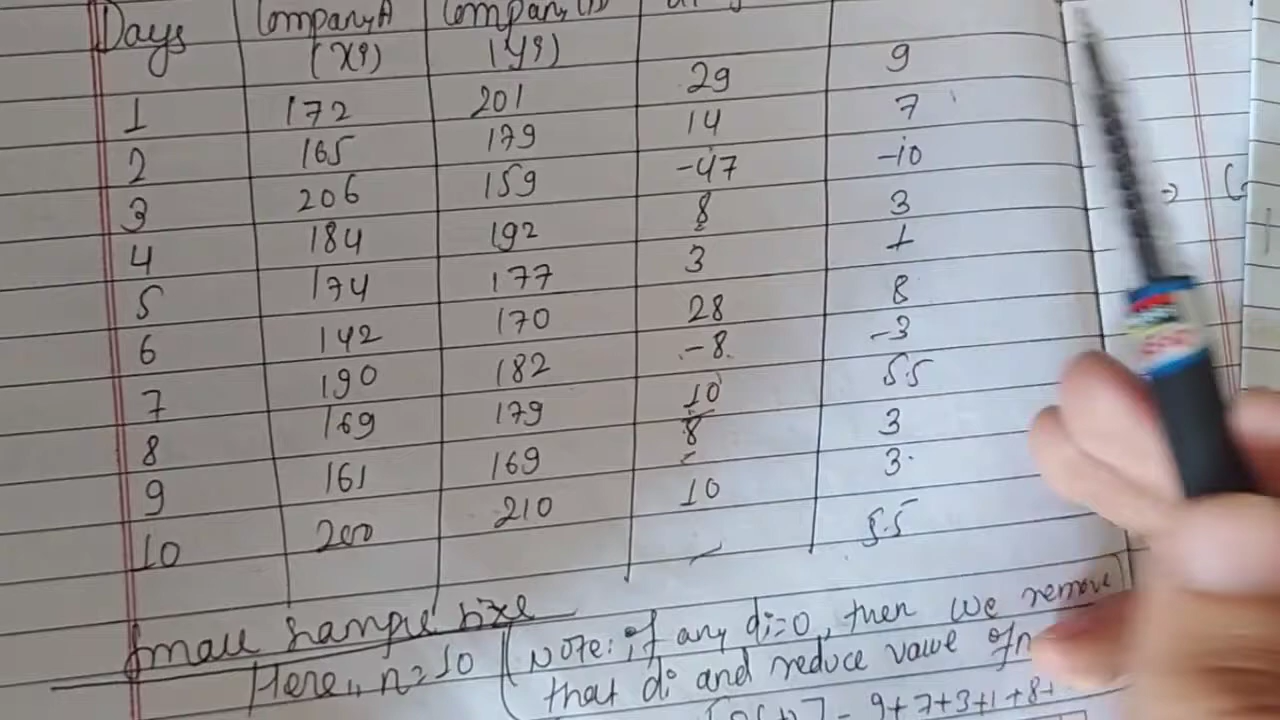 Days Company A Company
(xi) (yi)
1 172 201 29 9
2 165 179 14 7
3 206 159 -47 -10
4 184 192 8 3
5 174 177 3 1
6 142 170 28 8
7 190 182 -8 -3
8 169 179 10 5.5
9 161 169 8 3
10 200 210 10 3.
5.5
Small sample size
Here, n=10 (Note: if any di=0, then we remove
that di and reduce value of n
= 9+7+3+1+8+